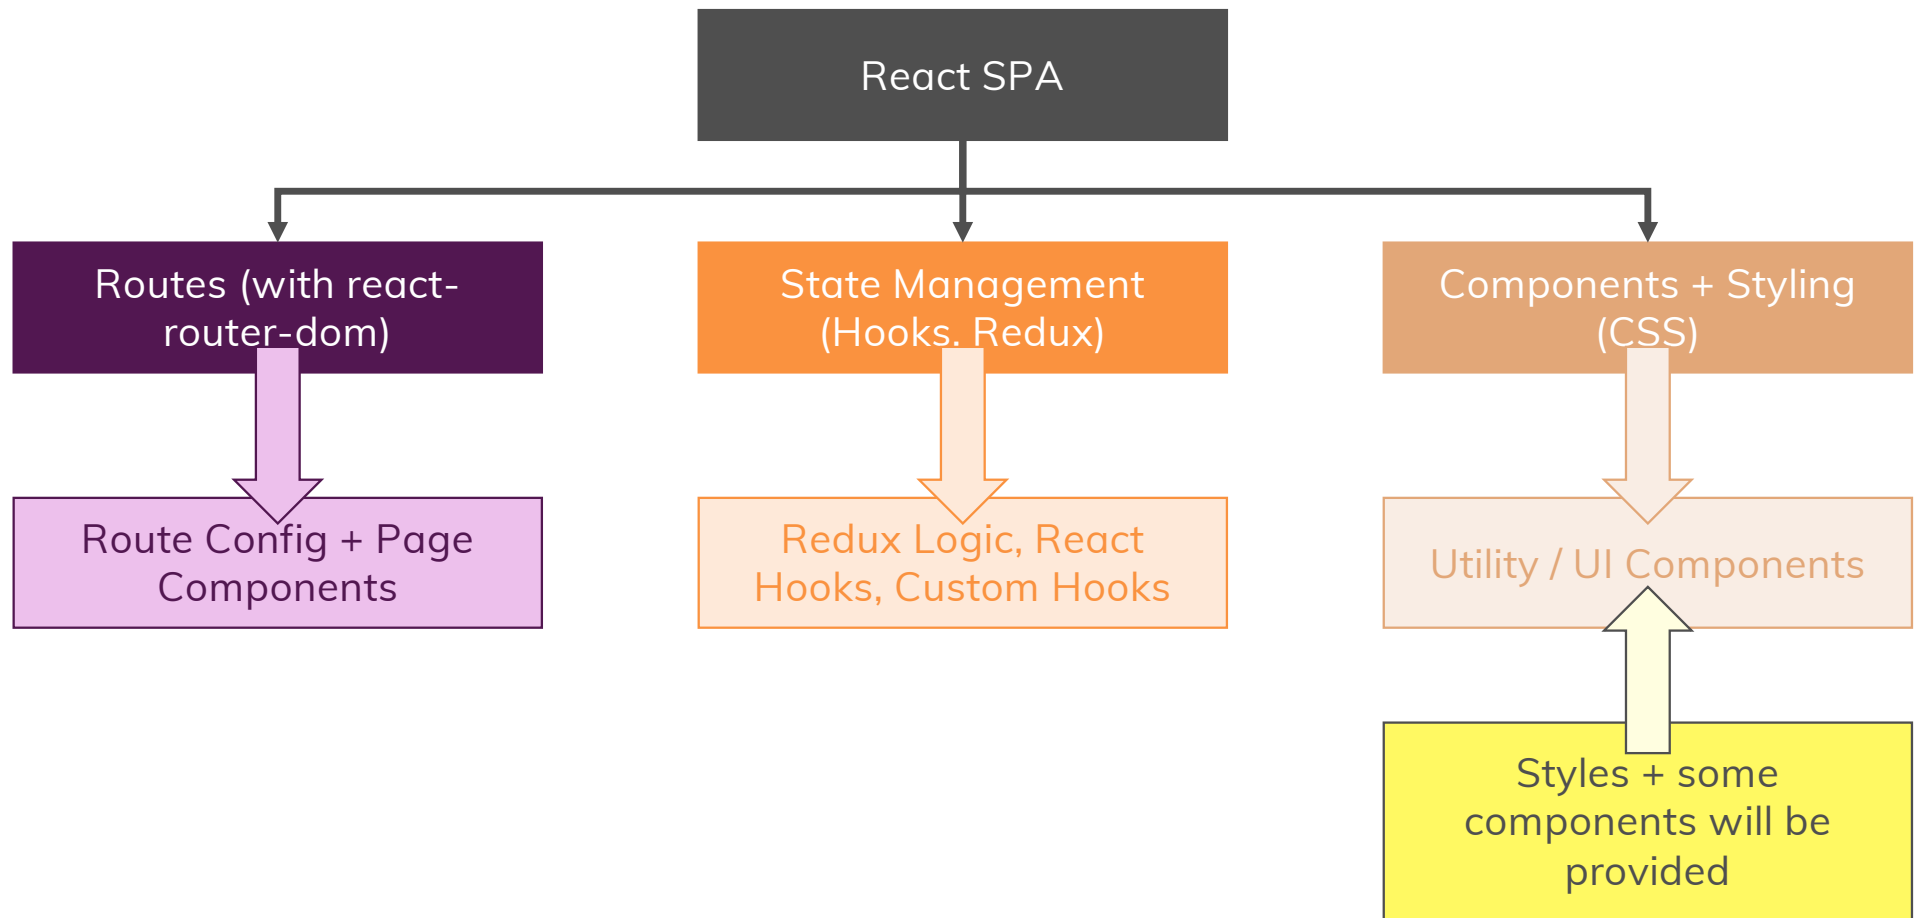 React SPA
Routes (with react-
router-dom)
State Management
(Hooks. Redux)
Components + Styling
(CSS)
Route Config + Page
Components
Redux Logic, React
Hooks, Custom Hooks
Utility / UI Components
Styles + some
components will be
provided